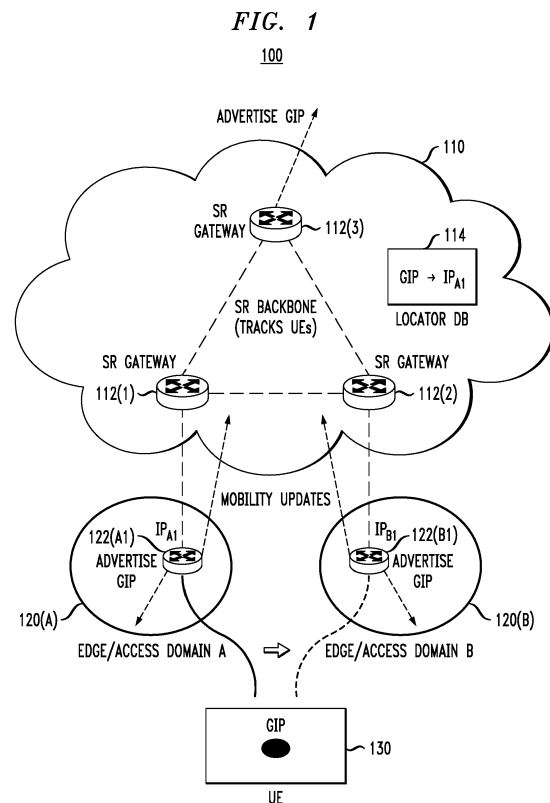 FIG. 1
100
ADVERTISE GIP
110
SR
GATEWAY
112(3)
114
GIP → IPA1
LOCATOR DB
SR BACKBONE
(TRACKS UEs)
SR GATEWAY
SR GATEWAY
112(1)
112(2)
MOBILITY UPDATES
IPA1
122(A1)
ADVERTISE
GIP
IPB1
122(B1)
ADVERTISE
GIP
120(A)
120(B)
EDGE/ACCESS DOMAIN A
EDGE/ACCESS DOMAIN B
GIP
130
UE